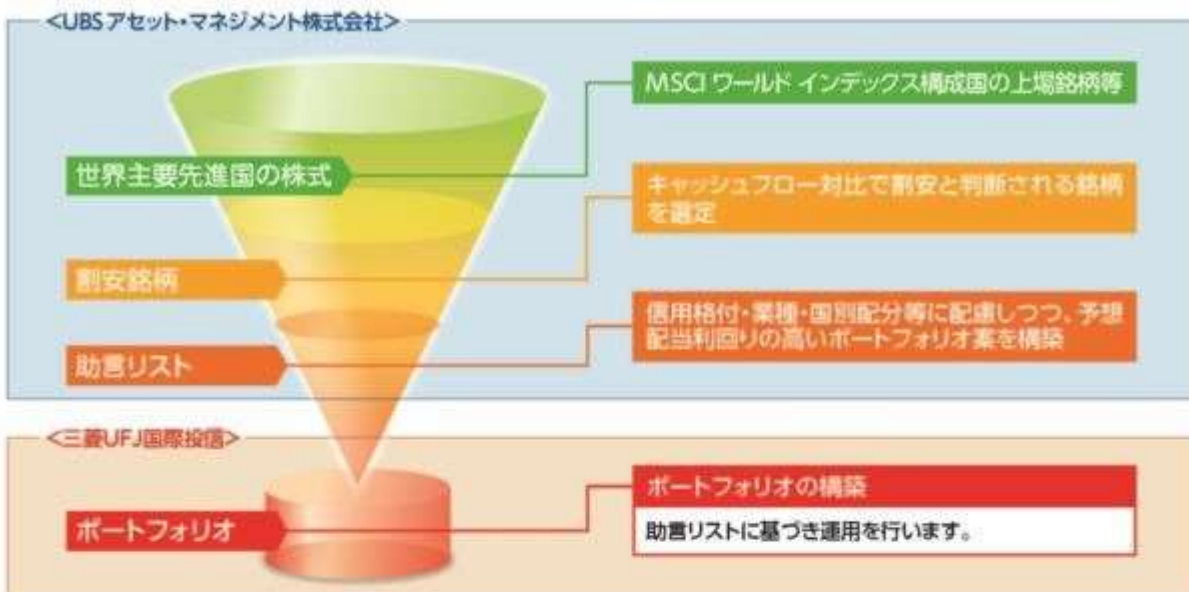 <UBSアセット・マネジメント株式会社>
MSCI ワールド インデックス構成国の上場銘柄等
世界主要先進国の株式
キャッシュフロー対比で割安と判断される銘柄
を選定
割安銘柄
信用格付・業種・国別配分等に配慮しつつ、予想
配当利回りの高いポートフォリオ案を構築
助言リスト
<三菱UFJ国際投信>
ポートフォリオの構築
ポートフォリオ
助言リストに基づき運用を行います。